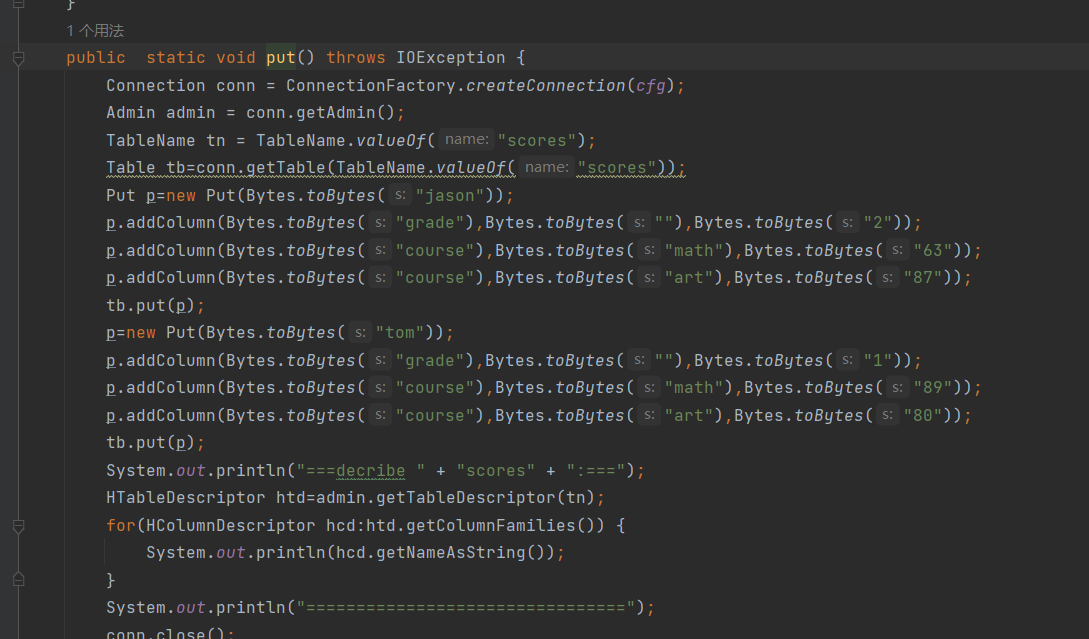 }
1 个用法
public  static void put() throws IOException {
Connection conn = ConnectionFactory.createConnection(cfg);
Admin admin = conn.getAdmin();
TableName tn = TableName.valueOf( name: "scores");
Table tb=conn.getTable(TableName.valueOf( name: "scores"));
Put p=new Put(Bytes.toBytes( s: "jason"));
p.addColumn(Bytes.toBytes( s: "grade"),Bytes.toBytes( s: ""),Bytes.toBytes( s: "2"));
p.addColumn(Bytes.toBytes( s: "course"),Bytes.toBytes( s: "math"),Bytes.toBytes( s: "63"));
p.addColumn(Bytes.toBytes( s: "course"),Bytes.toBytes( s: "art"),Bytes.toBytes( s: "87"));
tb.put(p);
p=new Put(Bytes.toBytes( s: "tom"));
p.addColumn(Bytes.toBytes( s: "grade"),Bytes.toBytes( s: ""),Bytes.toBytes( s: "1"));
p.addColumn(Bytes.toBytes( s: "course"),Bytes.toBytes( s: "math"),Bytes.toBytes( s: "89"));
p.addColumn(Bytes.toBytes( s: "course"),Bytes.toBytes( s: "art"),Bytes.toBytes( s: "80"));
tb.put(p);
System.out.println("===decribe " + "scores" + ":===");
HTableDescriptor htd=admin.getTableDescriptor(tn);
for(HColumnDescriptor hcd:htd.getColumnFamilies()) {
System.out.println(hcd.getNameAsString());
}
System.out.println("================================");
conn.close();